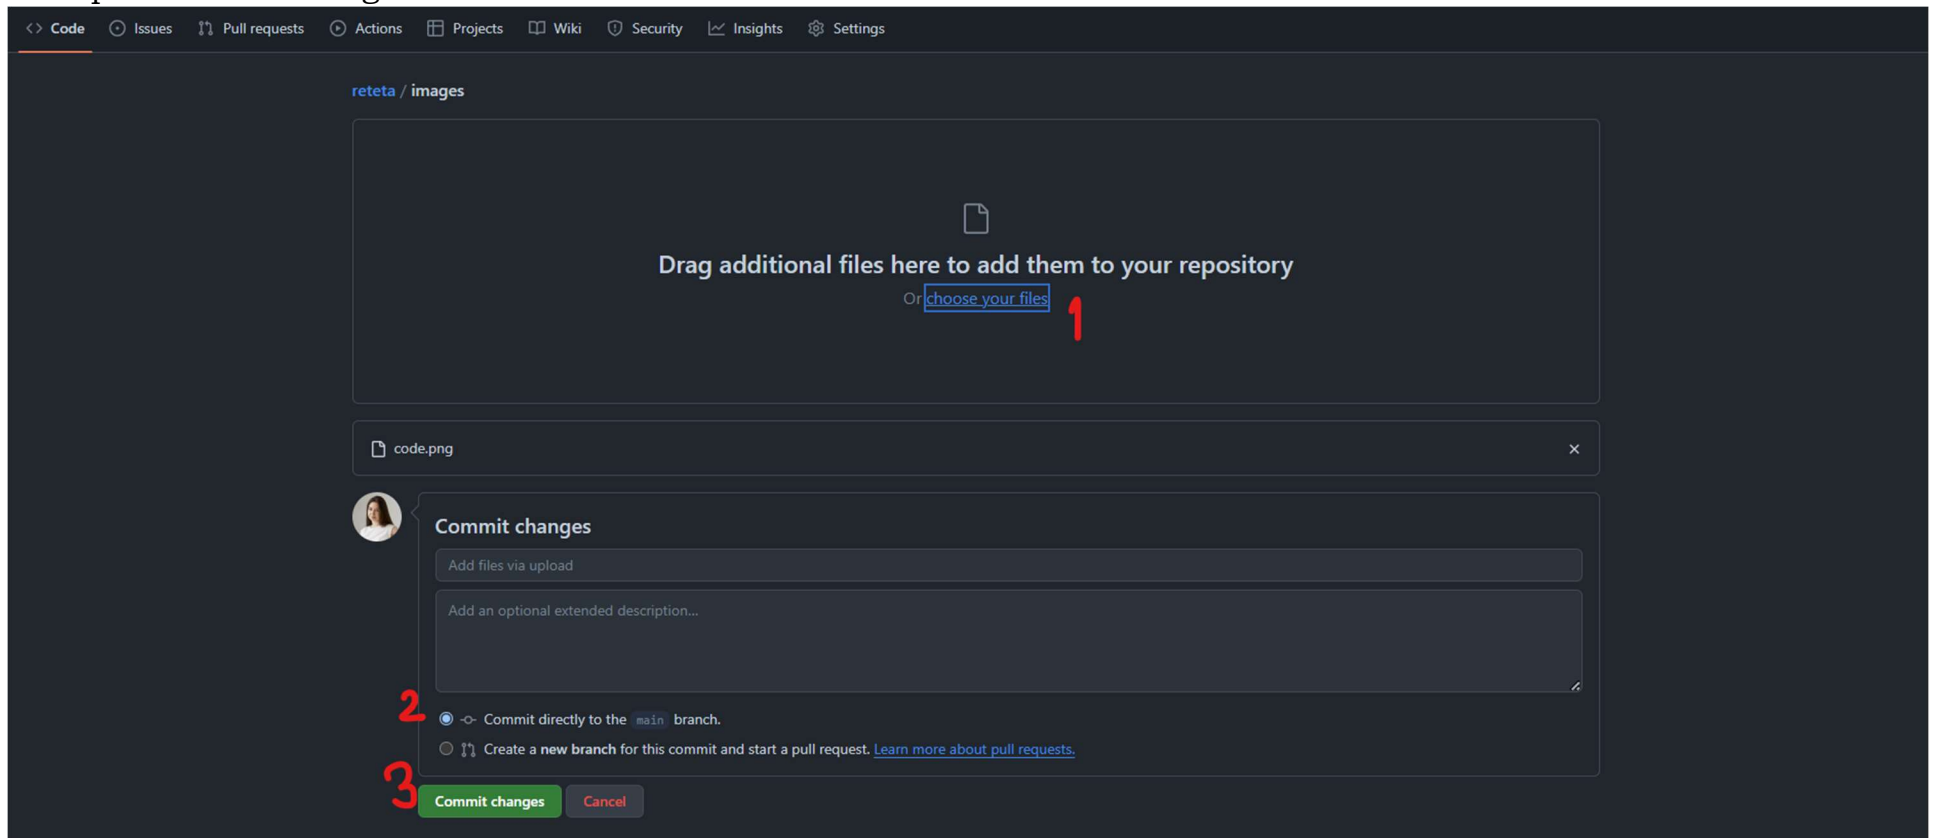 Code Issues Pull requests Actions Projects Wiki Security Insights Settings
reteta / images
Drag additional files here to add them to your repository
Or choose your files
1
code.png
Commit changes
Add files via upload
Add an optional extended description...
2
Commit directly to the main branch.
Create a new branch for this commit and start a pull request. Learn more about pull requests.
3
Commit changes Cancel